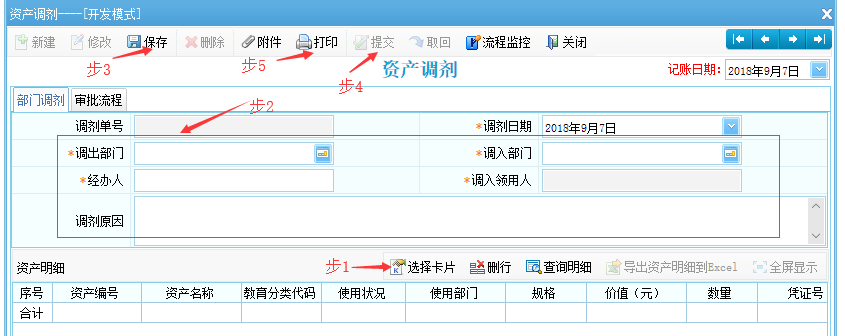 资产调剂----[开发模式]
新建 修改 保存 删除 附件 打印 提交 取回 流程监控 关闭
步3 步5 步4
资产调剂
记账日期: 2018年9月7日
部门调剂 审批流程
步2
调剂单号 *调剂日期 2018年9月7日
*调出部门 *调入部门
*经办人 *调入领用人
调剂原因
资产明细 步1 选择卡片 删行 查询明细 导出资产明细到Excel 全屏显示
序号 资产编号 资产名称 教育分类代码 使用状况 使用部门 规格 价值（元） 数量 凭证号
合计